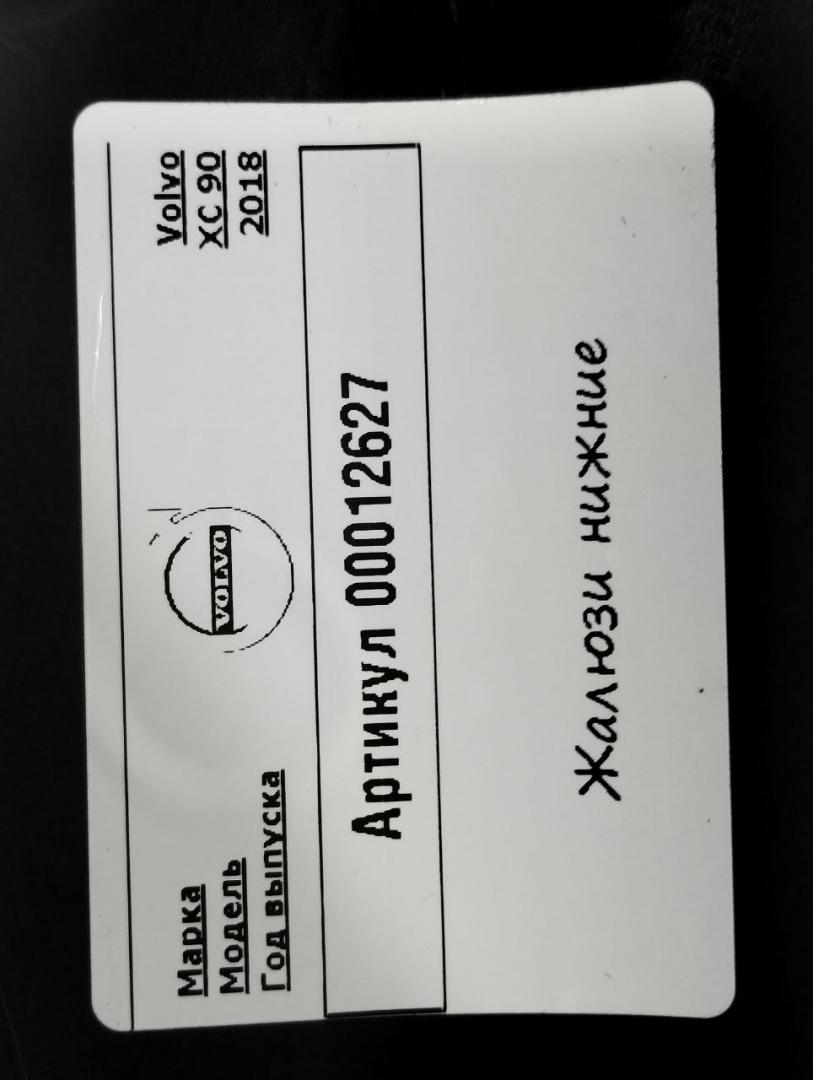 Марка Volvo
Модель XC 90
Год выпуска 2018
VOLVO
Артикул 00012627
Жалюзи нижние